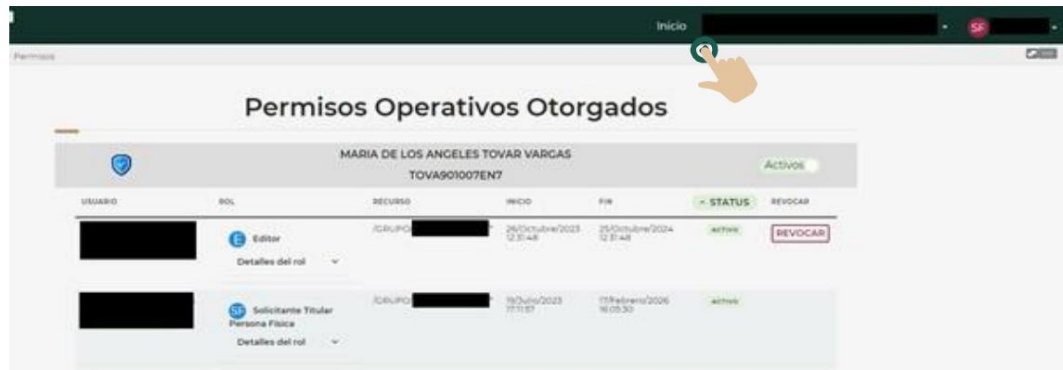 Inicio
SF
Permisos
Permisos Operativos Otorgados
MARIA DE LOS ANGELES TOVAR VARGAS
TOVA901007EN7
Activos
USUARIO ROL RECURSO INICIO FIN STATUS REVOCAR
E Editor /GRUPO 26/Octubre/2023 25/Octubre/2024 ACTIVO REVOCAR
12:31:48 12:31:48
Detalles del rol
SF Solicitante Titular /GRUPO 19/Julio/2023 17/Febrero/2026 ACTIVO
Persona Física 17:11:57 16:05:30
Detalles del rol